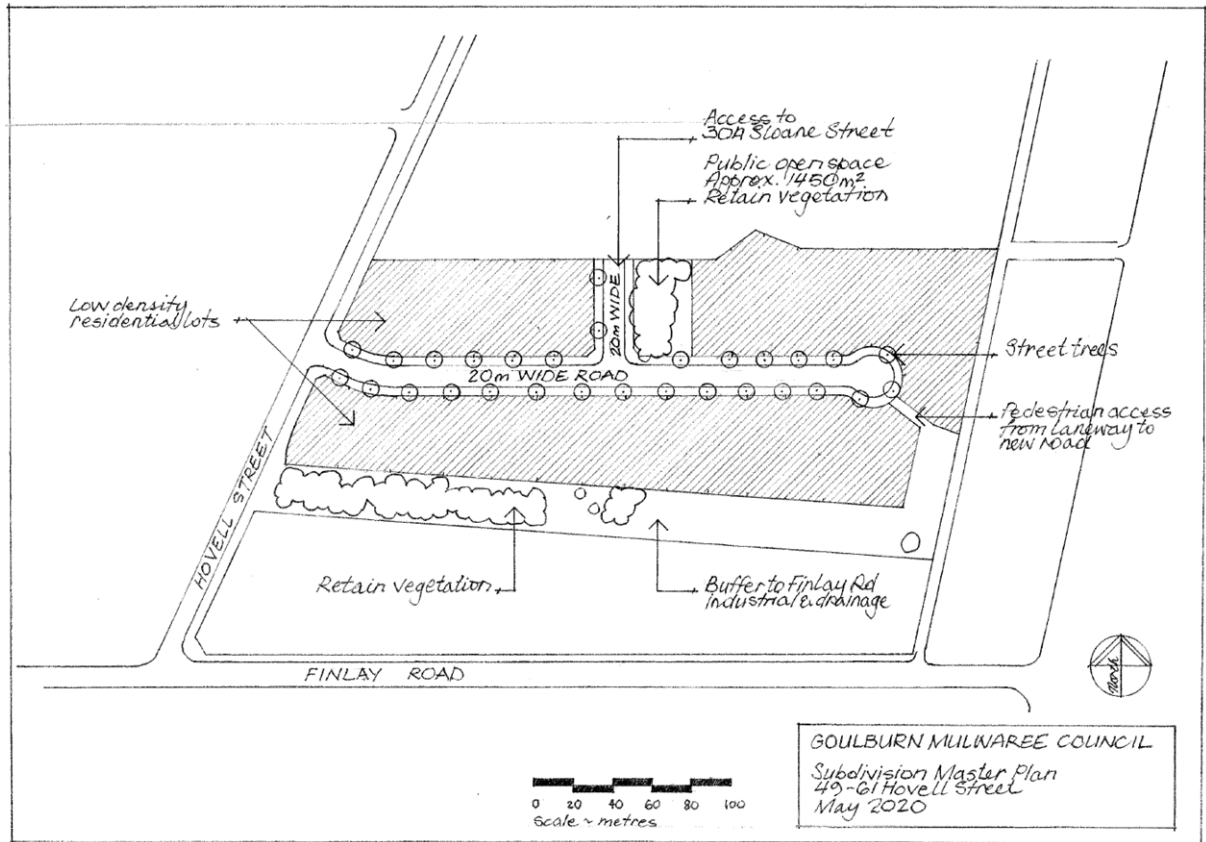 Access to
30A Sloane Street
Public open space
Approx. 1450m²
Retain vegetation
Low density
residential lots
20m WIDE
20m WIDE ROAD
Street trees
Pedestrian access
from laneway to
new road
HOVELL STREET
Retain vegetation
Buffer to Finlay Rd
industrial & drainage
FINLAY ROAD
North
GOULBURN MULWAREE COUNCIL
Subdivision Master Plan
49-61 Hovell Street
May 2020
0 20 40 60 80 100
Scale ~ metres